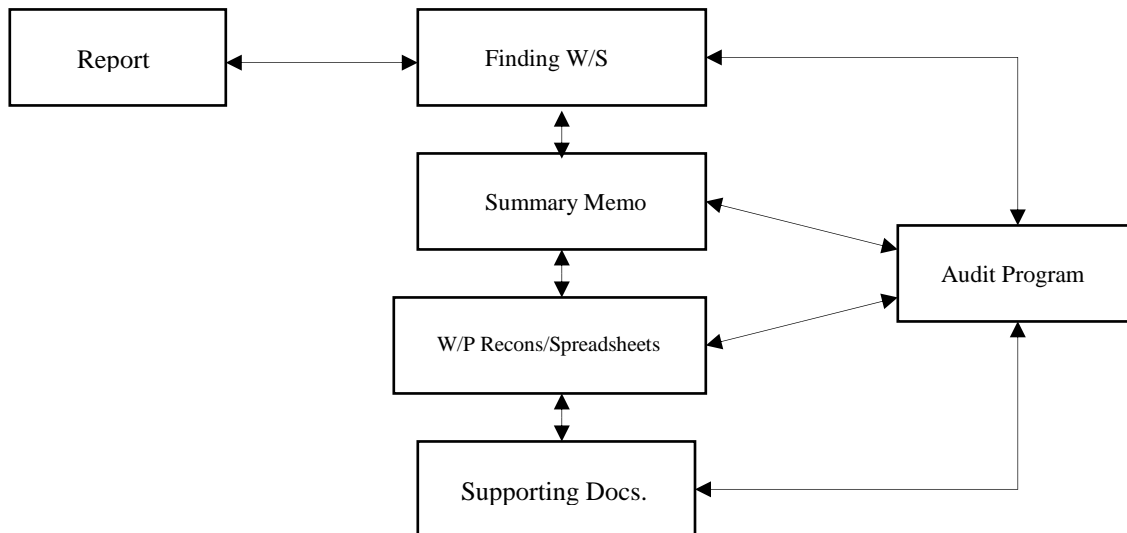 Report
Finding W/S
Summary Memo
Audit Program
W/P Recons/Spreadsheets
Supporting Docs.